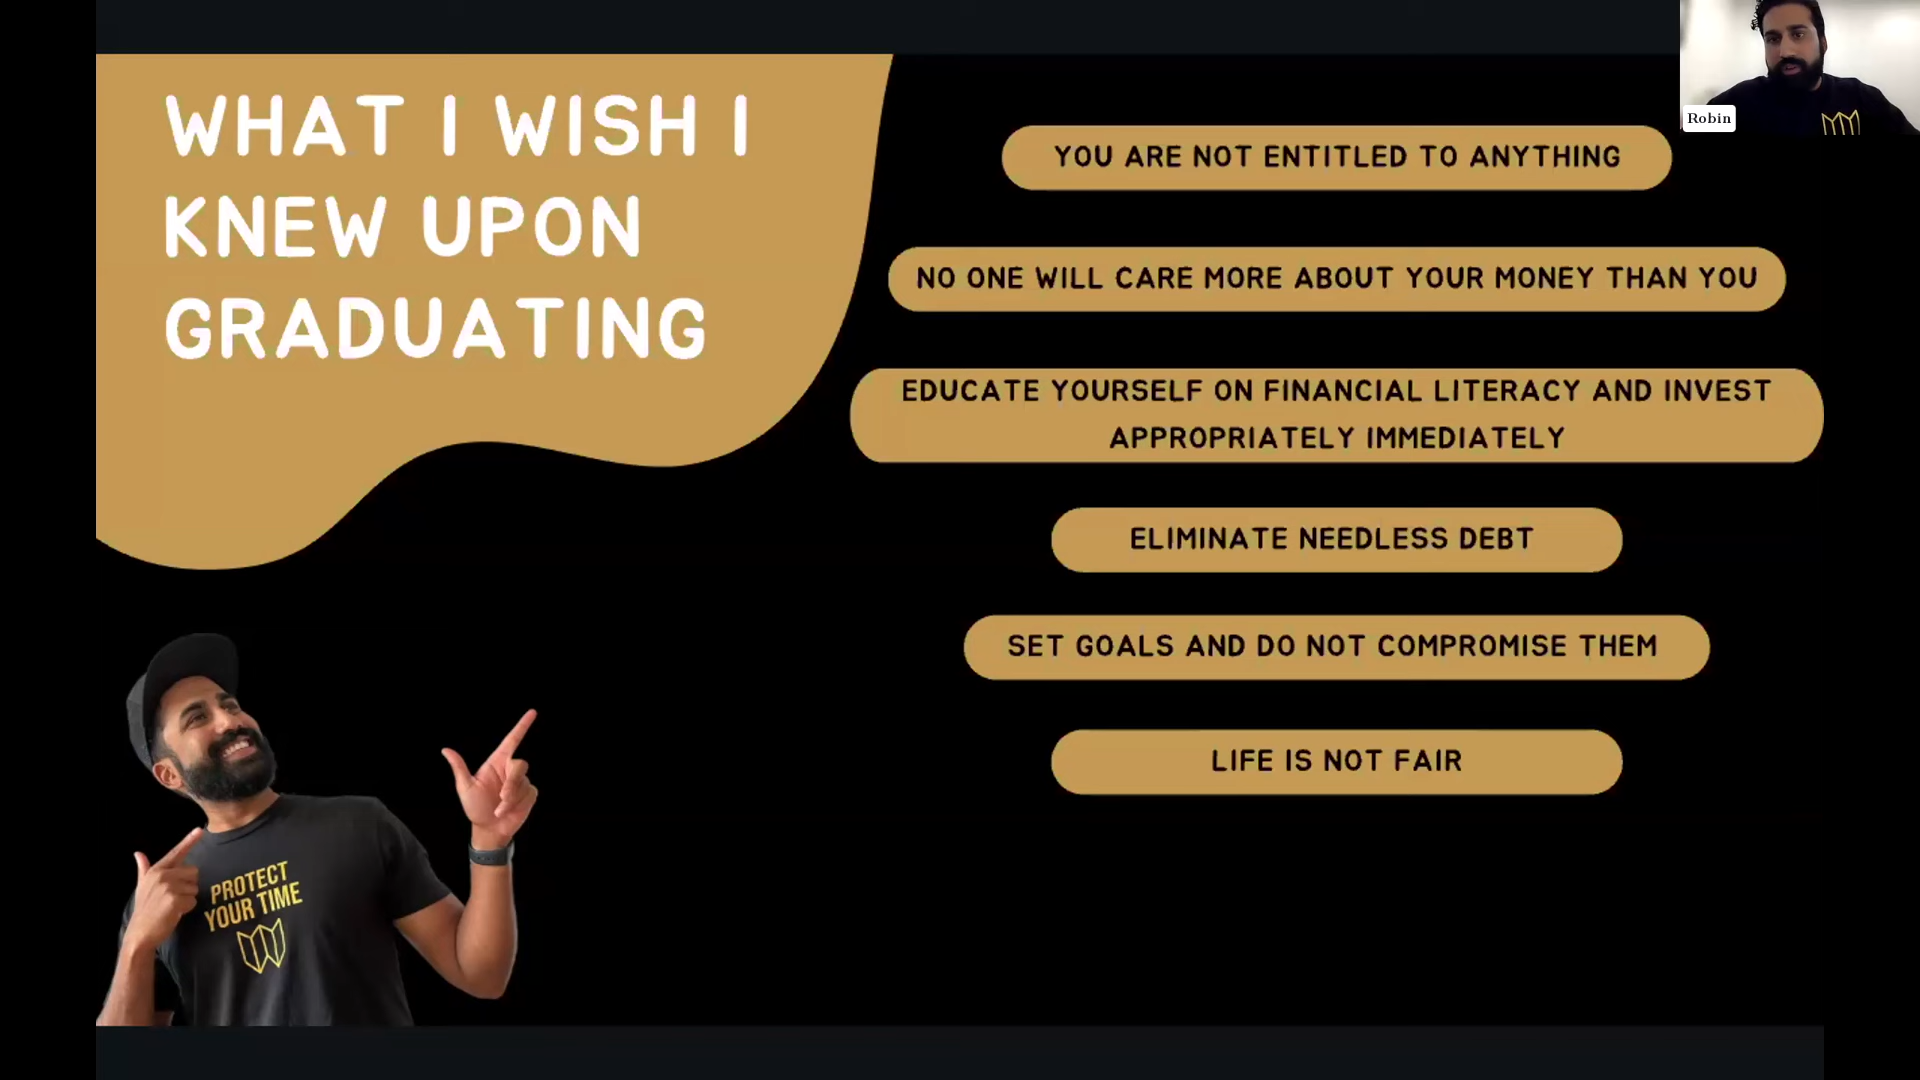 WHAT I WISH I
KNEW UPON
GRADUATING
YOU ARE NOT ENTITLED TO ANYTHING
NO ONE WILL CARE MORE ABOUT YOUR MONEY THAN YOU
EDUCATE YOURSELF ON FINANCIAL LITERACY AND INVEST
APPROPRIATELY IMMEDIATELY
ELIMINATE NEEDLESS DEBT
SET GOALS AND DO NOT COMPROMISE THEM
LIFE IS NOT FAIR
PROTECT
YOUR TIME
Robin